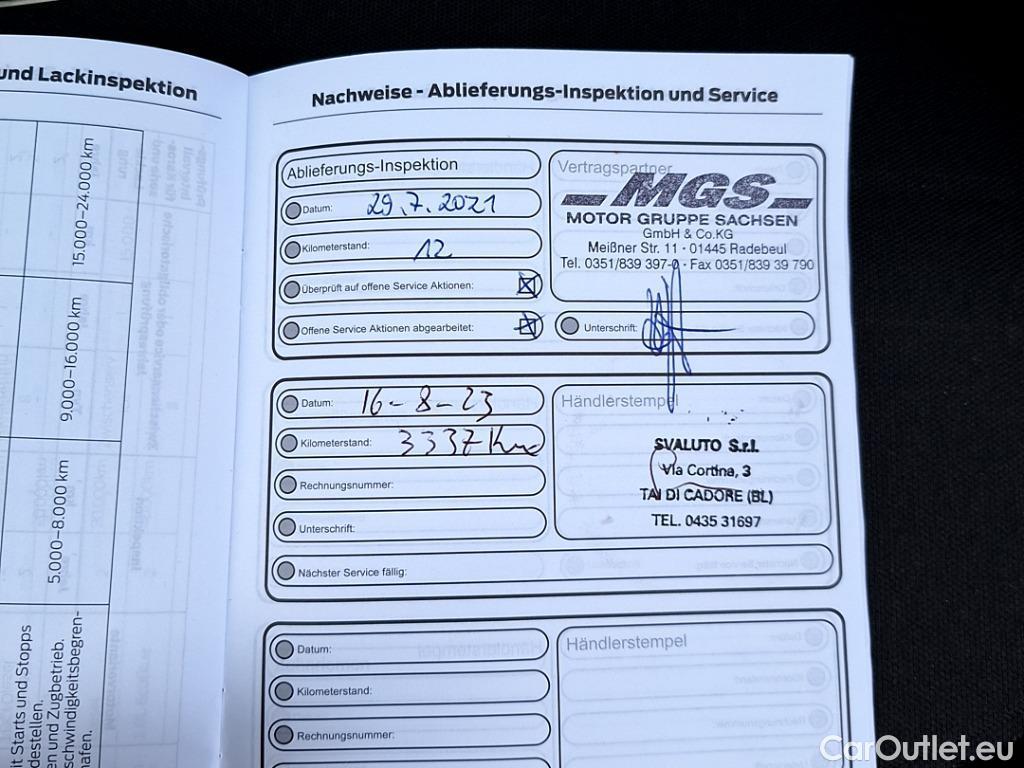 und Lackinspektion
15.000–24.000 km
9.000–16.000 km
5.000–8.000 km
it Starts und Stopps
destellen.
en und Zugbetrieb.
schwindigkeitsbegren-
hafen.
Nachweise - Ablieferungs-Inspektion und Service
Ablieferungs-Inspektion
Datum: 29.7.2021
Kilometerstand: 12
Überprüft auf offene Service Aktionen:
Offene Service Aktionen abgearbeitet:
Vertragspartner
MGS
MOTOR GRUPPE SACHSEN
GmbH & Co.KG
Meißner Str. 11 · 01445 Radebeul
Tel. 0351/839 397-0 · Fax 0351/839 39 790
Unterschrift:
Datum: 16-8-23
Kilometerstand: 3337 Km
Rechnungsnummer:
Unterschrift:
Händlerstempel
SVALUTO S.r.l.
Via Cortina, 3
TAI DI CADORE (BL)
TEL. 0435 31697
Nächster Service fällig:
Datum:
Kilometerstand:
Rechnungsnummer:
Händlerstempel
CarOutlet.eu